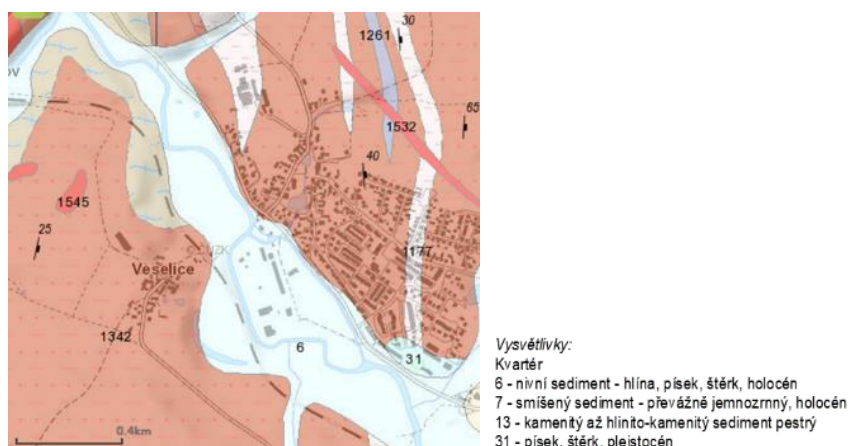 30
1261
OV
65
1532
40
1545
25
1177
Veselice
1342
6
31
0.4km
Vysvětlivky:
Kvartér
6 - nivní sediment - hlína, písek, štěrk, holocén
7 - smíšený sediment - převážně jemnozrnný, holocén
13 - kamenitý až hlinito-kamenitý sediment pestrý
31 - písek, štěrk, pleistocén